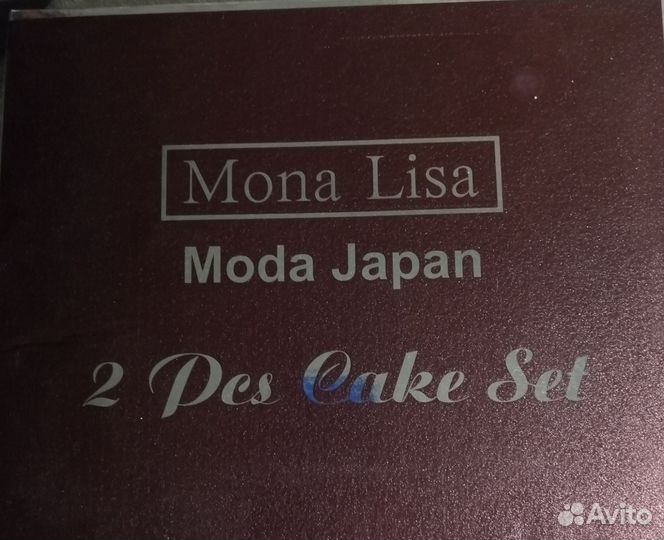 Mona Lisa
Moda Japan
2 Pcs Cake Set
Avito